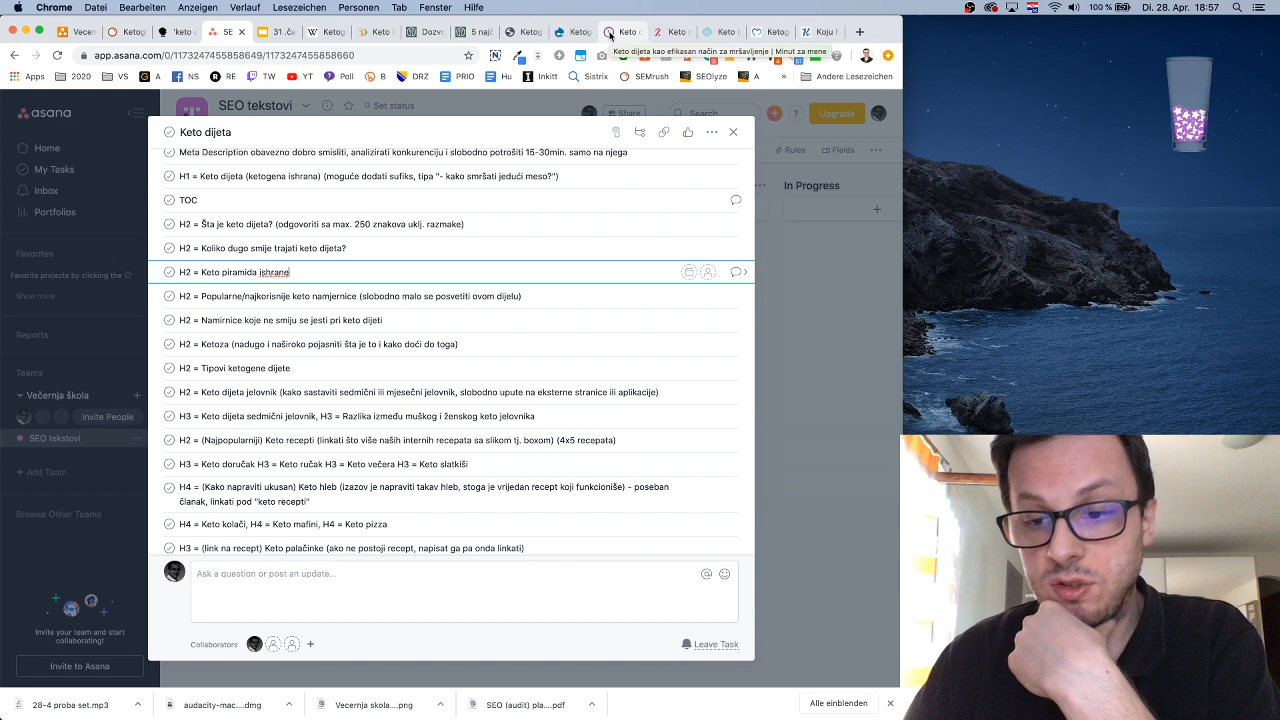 Chrome Datei Bearbeiten Anzeigen Verlauf Lesezeichen Personen Tab Fenster Hilfe
100 % Di. 28. Apr. 18:57
Keto dijeta kao efikasan način za mršavljenje | Minut za mene
app.asana.com/0/1173247455858649/1173247455858660
Apps 2020 VS NA YT TW Poll B DRZ PRIO Hu Inkitt Sistrix SEMrush SEOlyze A Andere Lesezeichen
asana
SEO tekstovi
Set status
Share
Search
Upgrade
Home
My Tasks
Inbox
Portfolios
Rules Fields
In Progress
Favorites
Favorite projects by clicking the
Show more
Reports
Teams
Večernja škola
Invite People
SEO tekstovi
Add Team
Browse Other Teams
Invite your team and start
collaborating!
Invite to Asana
Keto dijeta
Meta Description obavezno dobro smisliti, analizirati konkurenciju i slobodno potrošiti 15-30min. samo na njega
H1 = Keto dijeta (ketogena ishrana) (moguće dodati sufiks, tipa "- kako smršati jedući meso?")
TOC
H2 = Šta je keto dijeta? (odgovoriti sa max. 250 znakova uklj. razmake)
H2 = Koliko dugo smije trajati keto dijeta?
H2 = Keto piramida ishrane
H2 = Popularne/najkorisnije keto namjernice (slobodno malo se posvetiti ovom dijelu)
H2 = Namirnice koje ne smiju se jesti pri keto dijeti
H2 = Ketoza (nadugo i naširoko pojasniti šta je to i kako doći do toga)
H2 = Tipovi ketogene dijete
H2 = Keto dijeta jelovnik (kako sastaviti sedmični ili mjesečni jelovnik, slobodno upute na eksterne stranice ili aplikacije)
H3 = Keto dijeta sedmični jelovnik, H3 = Razlika između muškog i ženskog keto jelovnika
H2 = (Najpopularniji) Keto recepti (linkati što više naših internih recepata sa slikom tj. boxom) (4x5 recepata)
H3 = Keto doručak H3 = Keto ručak H3 = Keto večera H3 = Keto slatkiši
H4 = (Kako napraviti ukusan) Keto hleb (izazov je napraviti takav hleb, stoga je vrijedan recept koji funkcioniše) - poseban
članak, linkati pod "keto recepti"
H4 = Keto kolači, H4 = Keto mafini, H4 = Keto pizza
H3 = (link na recept) Keto palačinke (ako ne postoji recept, napisat ga pa onda linkati)
Ask a question or post an update...
Collaborators
Leave Task
28-4 proba set.mp3
audacity-mac....dmg
Vecernja skola....png
SEO (audit) pla....pdf
Alle einblenden